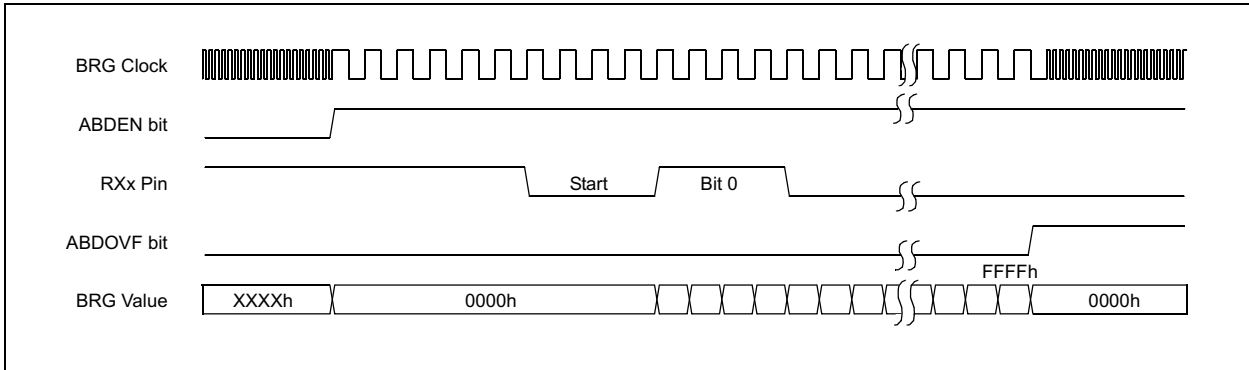 BRG Clock
ABDEN bit
RXx Pin
Start
Bit 0
ABDOVF bit
FFFFh
BRG Value
XXXXh
0000h
0000h